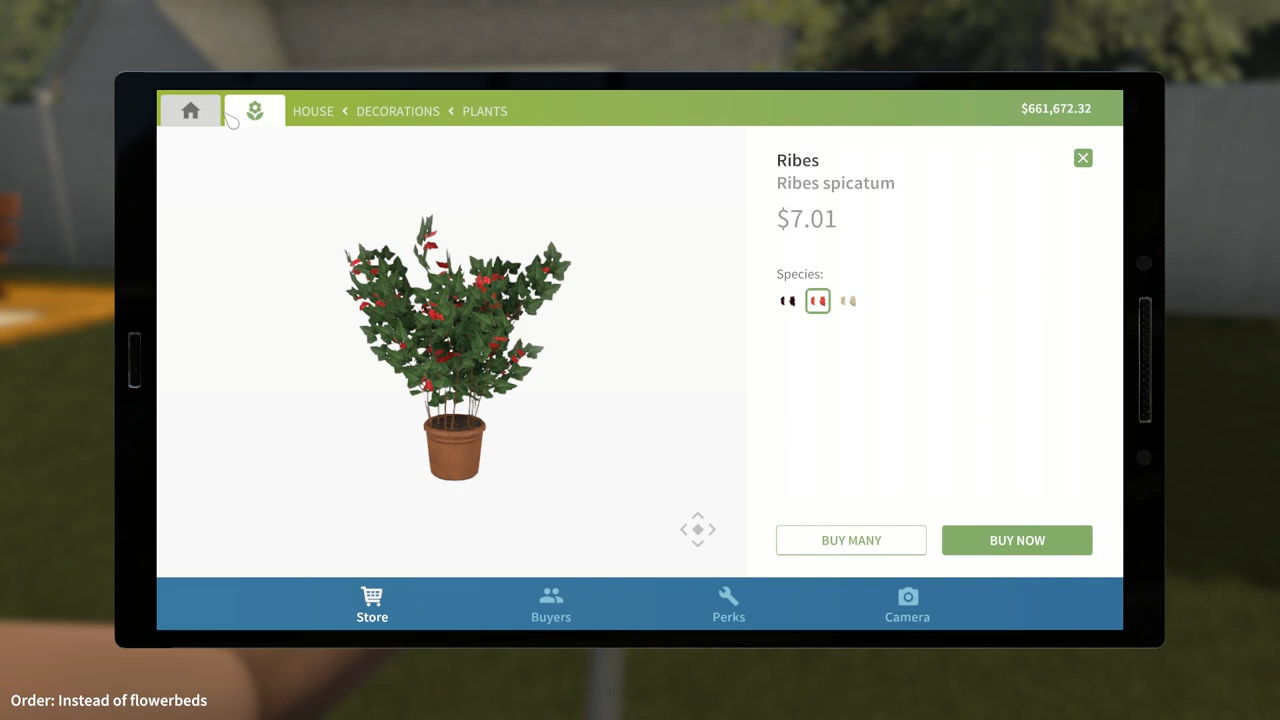 HOUSE < DECORATIONS < PLANTS
$661,672.32
Ribes
Ribes spicatum
$7.01
Species:
BUY MANY
BUY NOW
Store
Buyers
Perks
Camera
Order: Instead of flowerbeds